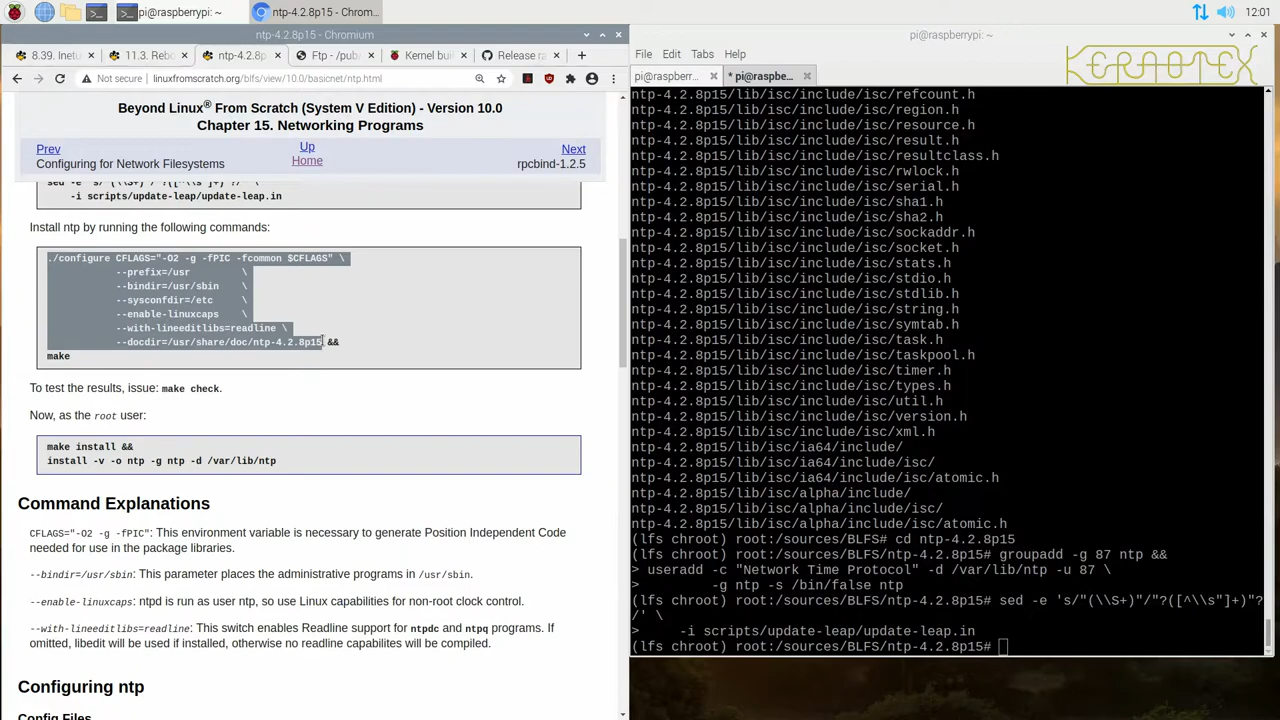 pi@raspberrypi: ~
ntp-4.2.8p15 - Chrom...
12:01
ntp-4.2.8p15 - Chromium
8.39. Inetu
11.3. Rebo
ntp-4.2.8p
Ftp - /pub/
Kernel buil
Release ra
Not secure
linuxfromscratch.org/blfs/view/10.0/basicnet/ntp.html
Beyond Linux® From Scratch (System V Edition) - Version 10.0
Chapter 15. Networking Programs
Prev
Up
Next
Configuring for Network Filesystems
Home
rpcbind-1.2.5
-i scripts/update-leap/update-leap.in
Install ntp by running the following commands:
./configure CFLAGS="-O2 -g -fPIC -fcommon $CFLAGS" \
--prefix=/usr \
--bindir=/usr/sbin \
--sysconfdir=/etc \
--enable-linuxcaps \
--with-lineeditlibs=readline \
--docdir=/usr/share/doc/ntp-4.2.8p15 &&
make
To test the results, issue: make check.
Now, as the root user:
make install &&
install -v -o ntp -g ntp -d /var/lib/ntp
Command Explanations
CFLAGS="-O2 -g -fPIC": This environment variable is necessary to generate Position Independent Code
needed for use in the package libraries.
--bindir=/usr/sbin: This parameter places the administrative programs in /usr/sbin.
--enable-linuxcaps: ntpd is run as user ntp, so use Linux capabilities for non-root clock control.
--with-lineeditlibs=readline: This switch enables Readline support for ntpdc and ntpq programs. If
omitted, libedit will be used if installed, otherwise no readline capabilites will be compiled.
Configuring ntp
Config Files
pi@raspberrypi: ~
File Edit Tabs Help
KERAOTEX
pi@raspberr...
* pi@raspbe...
ntp-4.2.8p15/lib/isc/include/isc/refcount.h
ntp-4.2.8p15/lib/isc/include/isc/region.h
ntp-4.2.8p15/lib/isc/include/isc/resource.h
ntp-4.2.8p15/lib/isc/include/isc/result.h
ntp-4.2.8p15/lib/isc/include/isc/resultclass.h
ntp-4.2.8p15/lib/isc/include/isc/rwlock.h
ntp-4.2.8p15/lib/isc/include/isc/serial.h
ntp-4.2.8p15/lib/isc/include/isc/sha1.h
ntp-4.2.8p15/lib/isc/include/isc/sha2.h
ntp-4.2.8p15/lib/isc/include/isc/sockaddr.h
ntp-4.2.8p15/lib/isc/include/isc/socket.h
ntp-4.2.8p15/lib/isc/include/isc/stats.h
ntp-4.2.8p15/lib/isc/include/isc/stdio.h
ntp-4.2.8p15/lib/isc/include/isc/stdlib.h
ntp-4.2.8p15/lib/isc/include/isc/string.h
ntp-4.2.8p15/lib/isc/include/isc/symtab.h
ntp-4.2.8p15/lib/isc/include/isc/task.h
ntp-4.2.8p15/lib/isc/include/isc/taskpool.h
ntp-4.2.8p15/lib/isc/include/isc/timer.h
ntp-4.2.8p15/lib/isc/include/isc/types.h
ntp-4.2.8p15/lib/isc/include/isc/util.h
ntp-4.2.8p15/lib/isc/include/isc/version.h
ntp-4.2.8p15/lib/isc/include/isc/xml.h
ntp-4.2.8p15/lib/isc/ia64/include/
ntp-4.2.8p15/lib/isc/ia64/include/isc/
ntp-4.2.8p15/lib/isc/ia64/include/isc/atomic.h
ntp-4.2.8p15/lib/isc/alpha/include/
ntp-4.2.8p15/lib/isc/alpha/include/isc/
ntp-4.2.8p15/lib/isc/alpha/include/isc/atomic.h
(lfs chroot) root:/sources/BLFS# cd ntp-4.2.8p15
(lfs chroot) root:/sources/BLFS/ntp-4.2.8p15# groupadd -g 87 ntp &&
> useradd -c "Network Time Protocol" -d /var/lib/ntp -u 87 \
> -g ntp -s /bin/false ntp
(lfs chroot) root:/sources/BLFS/ntp-4.2.8p15# sed -e 's/"(\\S+)"/"?([^\\s"]+)"?
/' \
> -i scripts/update-leap/update-leap.in
(lfs chroot) root:/sources/BLFS/ntp-4.2.8p15#